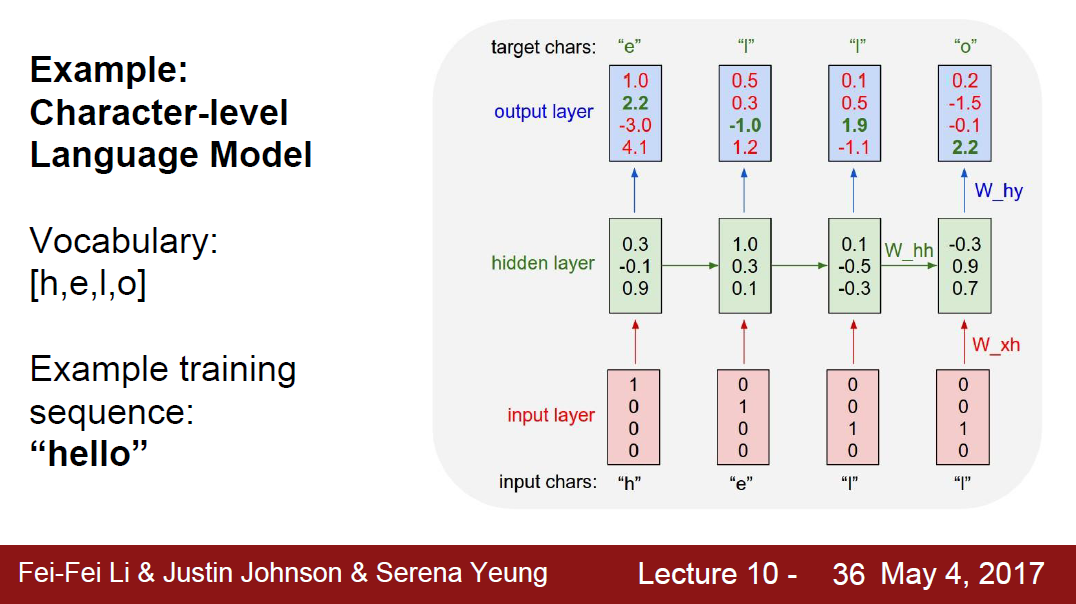 Example:
Character-level
Language Model
Vocabulary:
[h,e,l,o]
Example training
sequence:
“hello”
target chars: “e” “l” “l” “o”
output layer
1.0 0.5 0.1 0.2
2.2 0.3 0.5 -1.5
-3.0 -1.0 1.9 -0.1
4.1 1.2 -1.1 2.2
W_hy
hidden layer
0.3 1.0 0.1 -0.3
-0.1 0.3 -0.5 0.9
0.9 0.1 -0.3 0.7
W_hh
W_xh
input layer
1 0 0 0
0 1 0 0
0 0 1 1
0 0 0 0
input chars: “h” “e” “l” “l”
Fei-Fei Li & Justin Johnson & Serena Yeung
Lecture 10 - 36 May 4, 2017